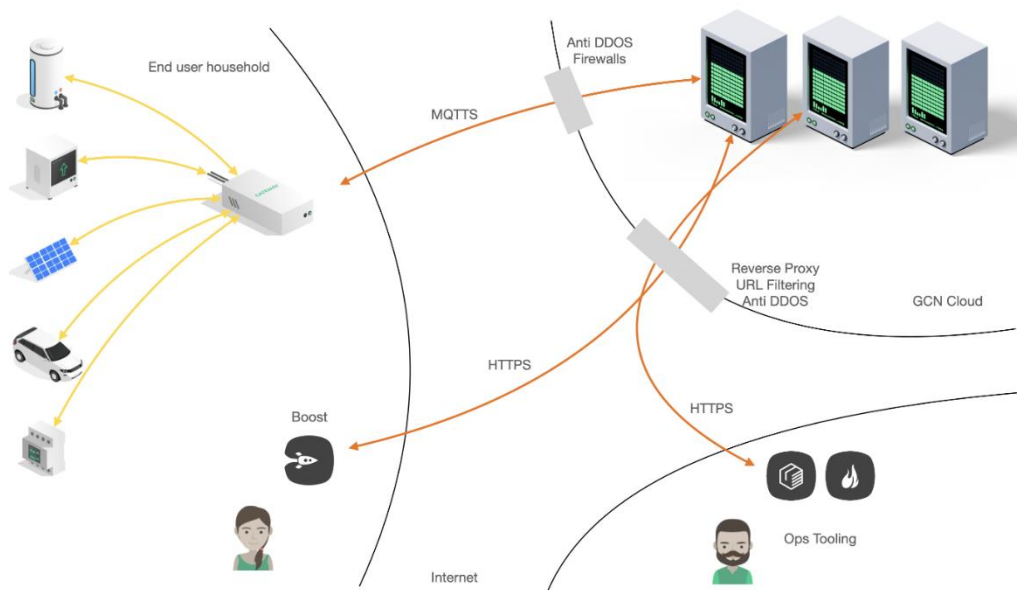 Anti DDOS
Firewalls
End user household
MQTTS
GATEWAY
Reverse Proxy
URL Filtering
Anti DDOS
GCN Cloud
HTTPS
HTTPS
Boost
Ops Tooling
Internet